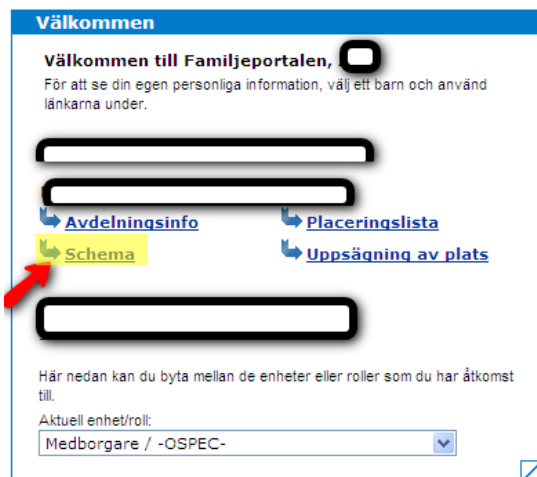 Välkommen
Välkommen till Familjeportalen,
För att se din egen personliga information, välj ett barn och använd
länkarna under.
Avdelningsinfo
Placeringslista
Schema
Uppsägning av plats
Här nedan kan du byta mellan de enheter eller roller som du har åtkomst
till.
Aktuell enhet/roll:
Medborgare / -OSPEC-